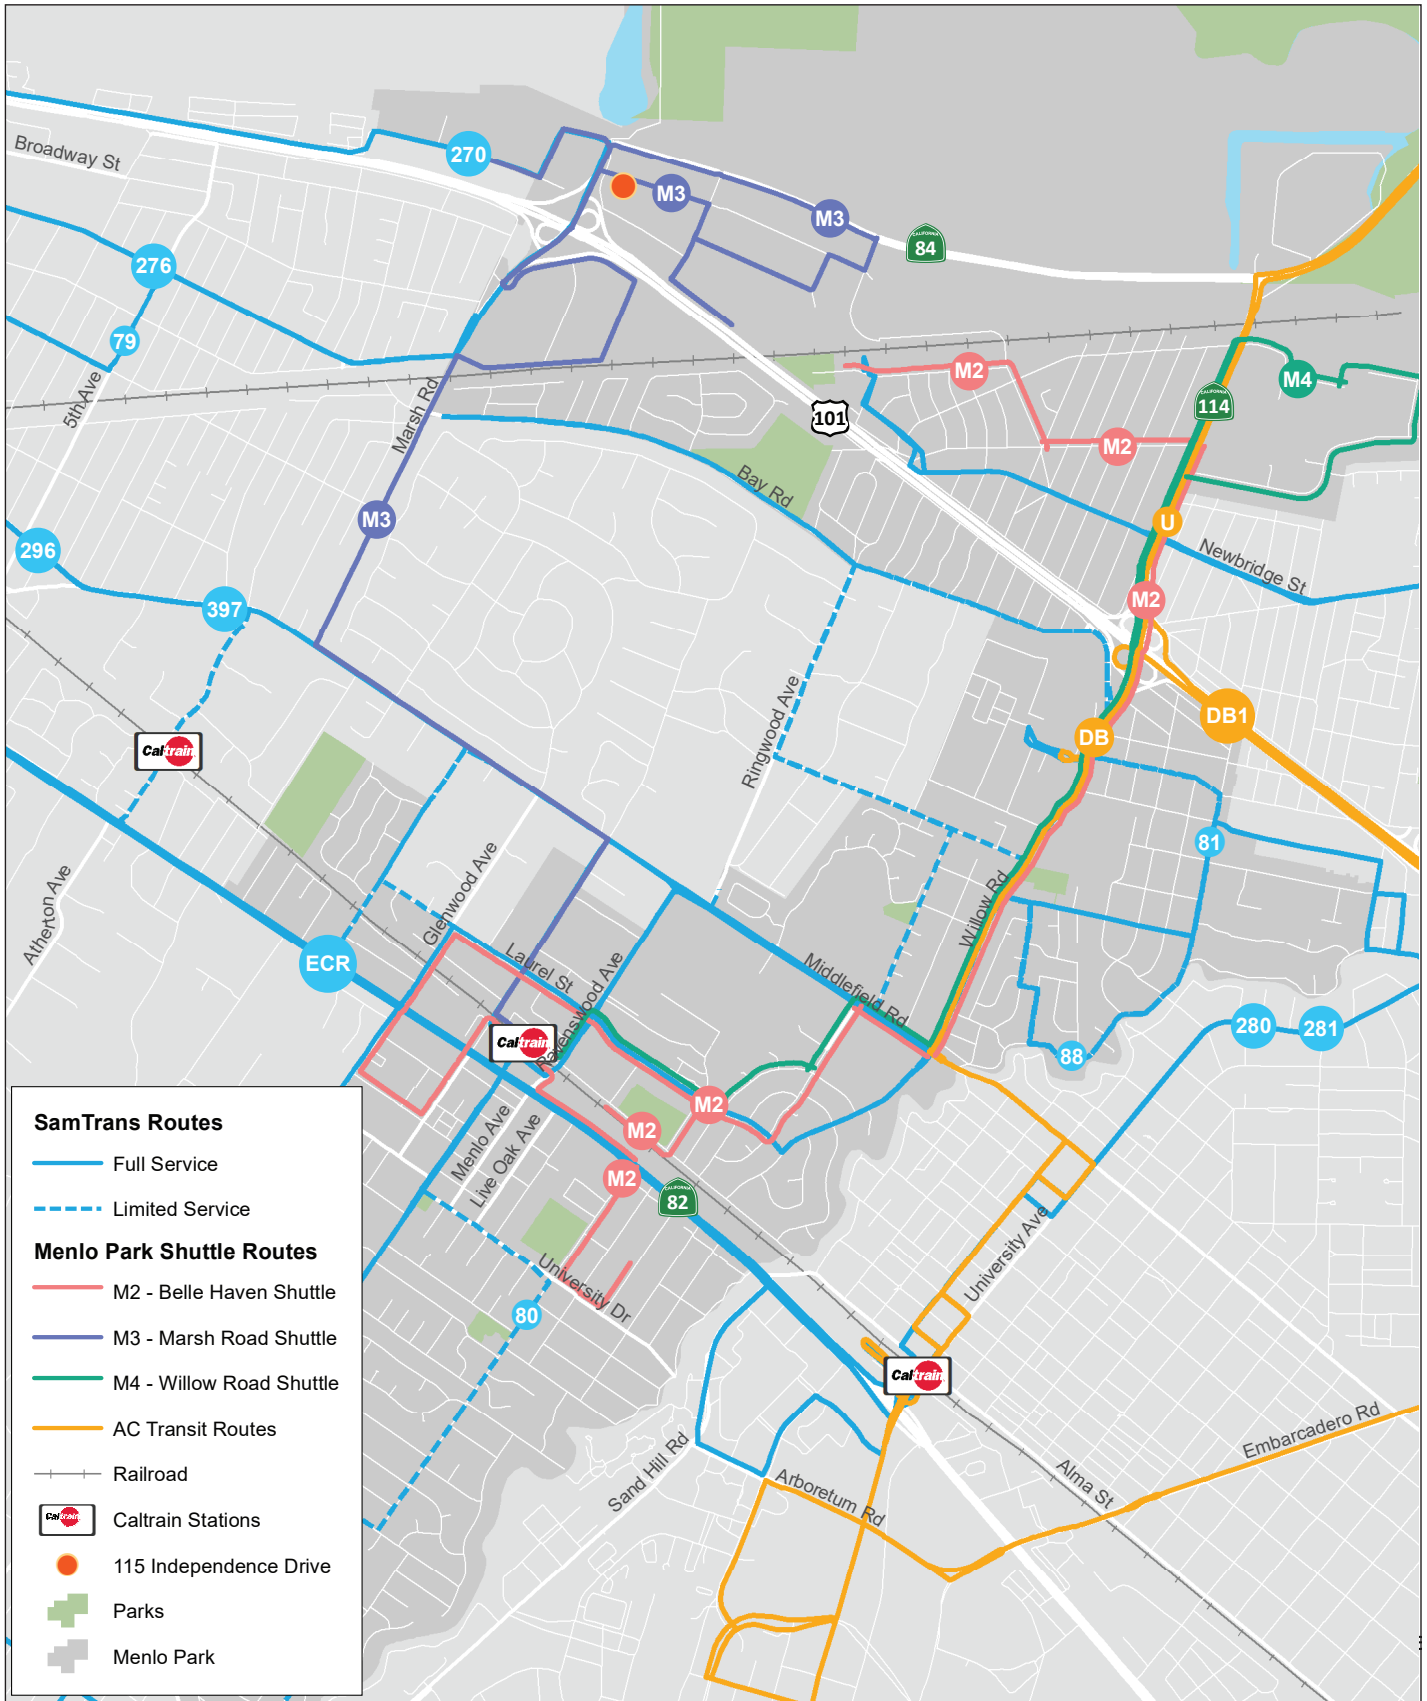 Broadway St
270
M3
M3
CALIFORNIA
84
276
79
5th Ave
Marsh Rd
M2
M4
CALIFORNIA
114
101
M2
Bay Rd
M3
U
Newbridge St
296
397
M2
Ringwood Ave
DB1
DB
Caltrain
81
Atherton Ave
Glenwood Ave
Willow Rd
ECR
Laurel St
Ravenswood Ave
Middlefield Rd
Caltrain
280
281
88
M2
M2
Menlo Ave
Live Oak Ave
M2
CALIFORNIA
82
University Ave
University Dr
80
Caltrain
Sand Hill Rd
Arboretum Rd
Alma St
Embarcadero Rd
SamTrans Routes
Full Service
Limited Service
Menlo Park Shuttle Routes
M2 - Belle Haven Shuttle
M3 - Marsh Road Shuttle
M4 - Willow Road Shuttle
AC Transit Routes
Railroad
Caltrain
Caltrain Stations
115 Independence Drive
Parks
Menlo Park